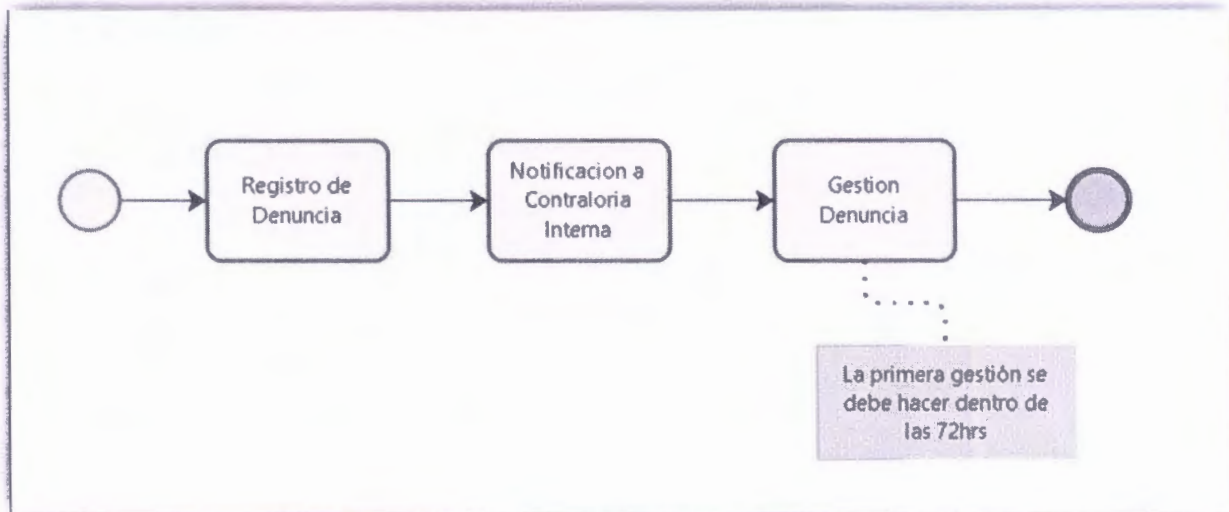 Registro de
Denuncia
Notificacion a
Contraloria
Interna
Gestion
Denuncia
La primera gestión se
debe hacer dentro de
las 72hrs